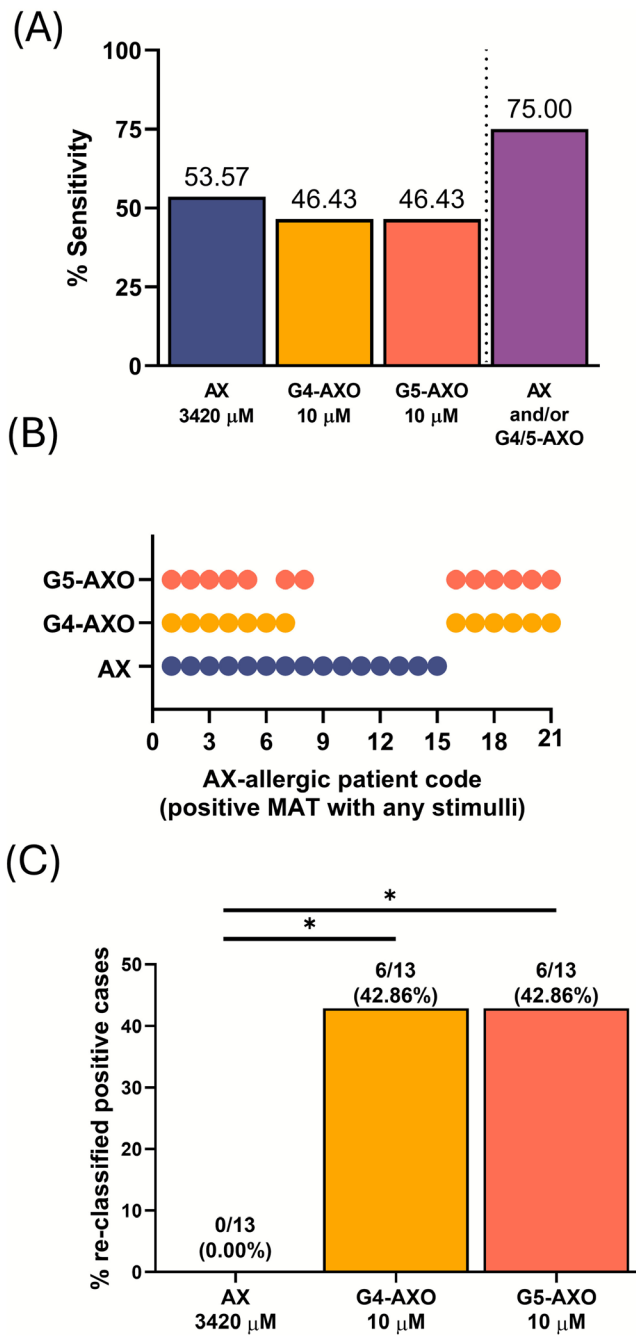 (A)
% Sensitivity
100
75
50
25
0
53.57
46.43
46.43
75.00
AX
3420 μM
G4-AXO
10 μM
G5-AXO
10 μM
AX
and/or
G4/5-AXO
(B)
G5-AXO
G4-AXO
AX
0 3 6 9 12 15 18 21
AX-allergic patient code
(positive MAT with any stimuli)
(C)
*
*
% re-classified positive cases
50
40
30
20
10
0
0/13
(0.00%)
6/13
(42.86%)
6/13
(42.86%)
AX
3420 μM
G4-AXO
10 μM
G5-AXO
10 μM